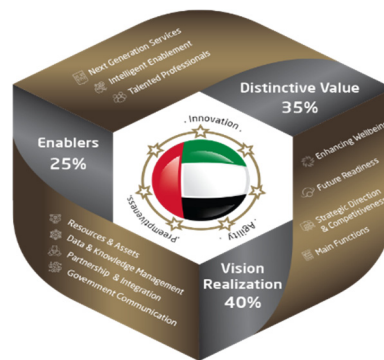 Next Generation Services
Intelligent Enablement
Talented Professionals
Distinctive Value
35%
Enablers
25%
. Innovation .
Preemptiveness.
Agility .
Enhancing Wellbeing
Future Readiness
Strategic Direction
& Competitiveness
Main Functions
Resources & Assets
Data & Knowledge Management
Partnership & Integration
Government Communication
Vision
Realization
40%